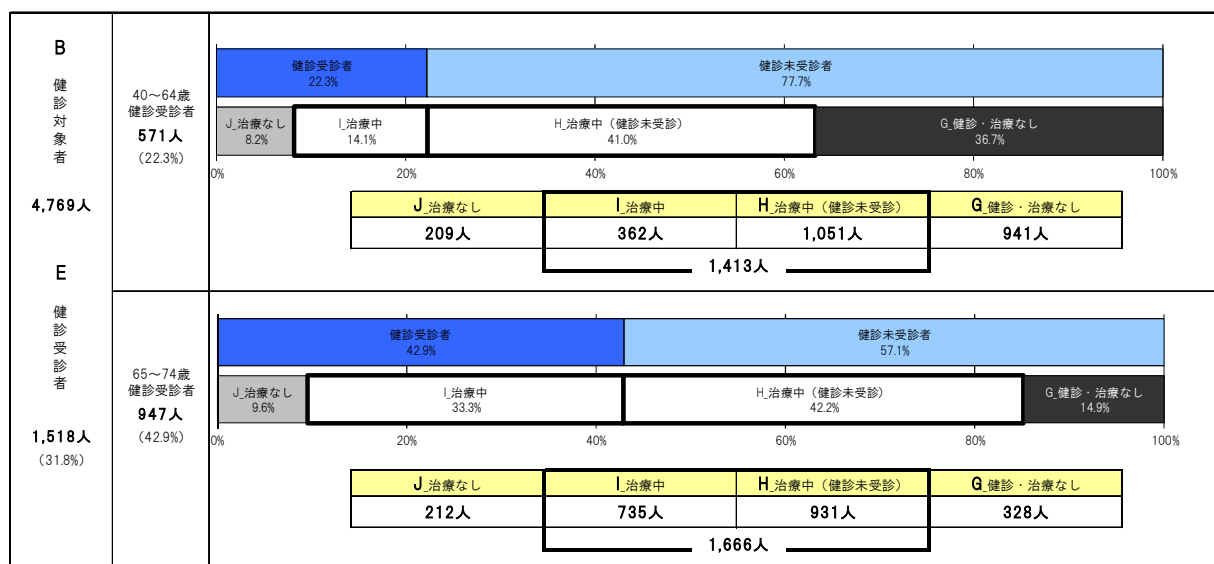 B
健診対象者
4,769人
E
健診受診者
1,518人
(31.8%)
40～64歳
健診受診者
571人
(22.3%)
健診受診者
22.3%
健診未受診者
77.7%
J_治療なし
8.2%
I_治療中
14.1%
H_治療中（健診未受診）
41.0%
G_健診・治療なし
36.7%
0% 20% 40% 60% 80% 100%
J_治療なし I_治療中 H_治療中（健診未受診） G_健診・治療なし
209人 362人 1,051人 941人
1,413人
65～74歳
健診受診者
947人
(42.9%)
健診受診者
42.9%
健診未受診者
57.1%
J_治療なし
9.6%
I_治療中
33.3%
H_治療中（健診未受診）
42.2%
G_健診・治療なし
14.9%
0% 20% 40% 60% 80% 100%
J_治療なし I_治療中 H_治療中（健診未受診） G_健診・治療なし
212人 735人 931人 328人
1,666人